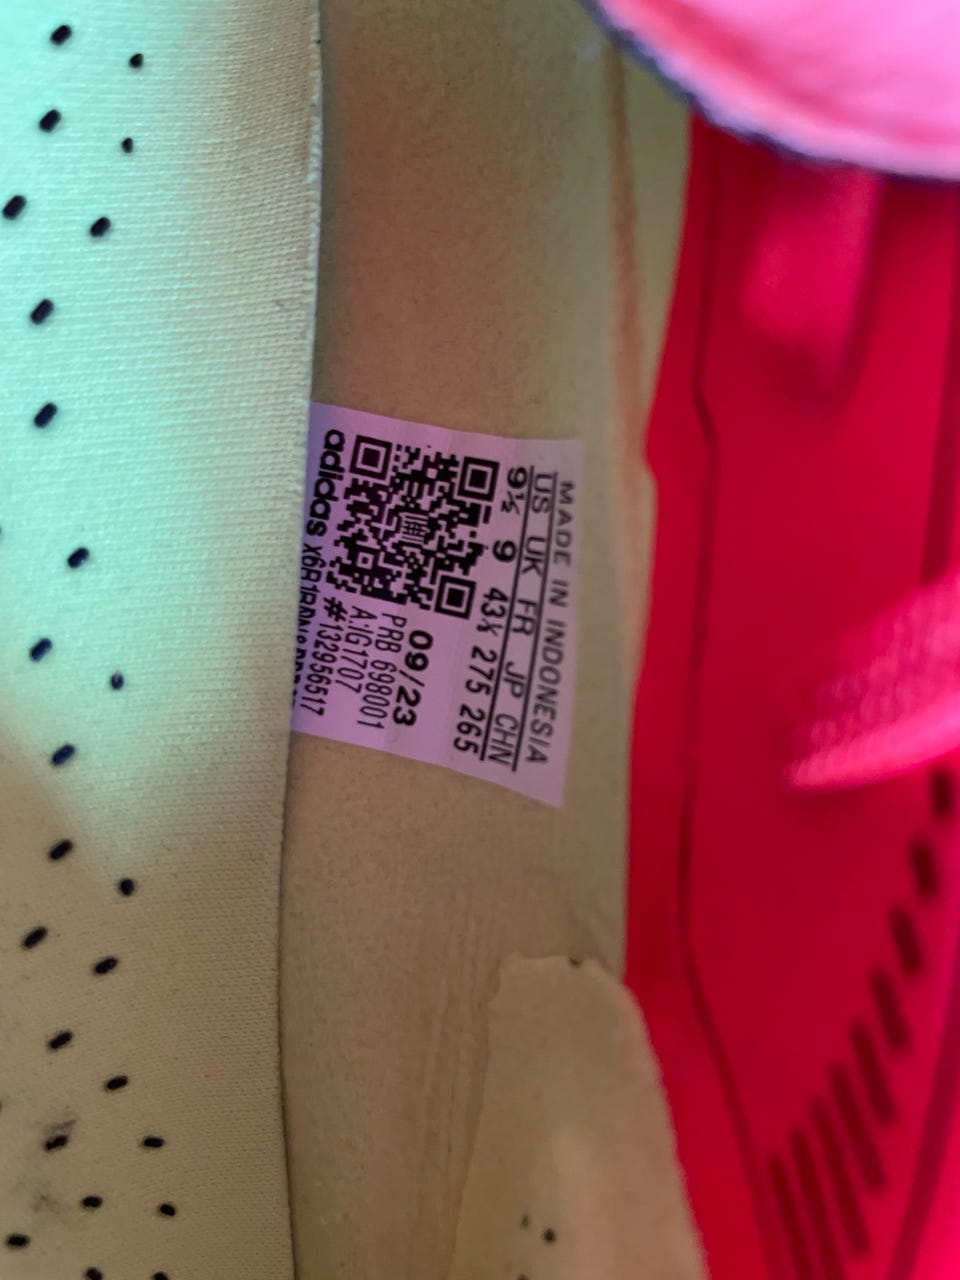 MADE IN INDONESIA
US UK FR JP CHN
9½ 9 43⅓ 275 265
09/23
PRB 698001
A:IG1707
#132956517
adidas